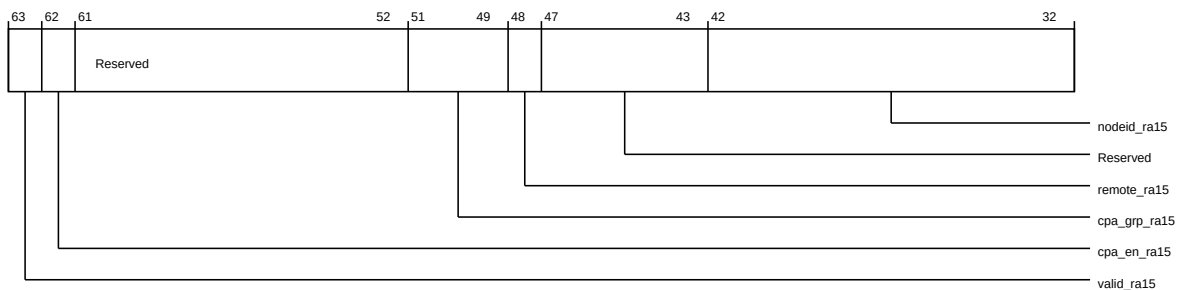 63 62 61 52 51 49 48 47 43 42 32
Reserved
nodeid_ra15
Reserved
remote_ra15
cpa_grp_ra15
cpa_en_ra15
valid_ra15